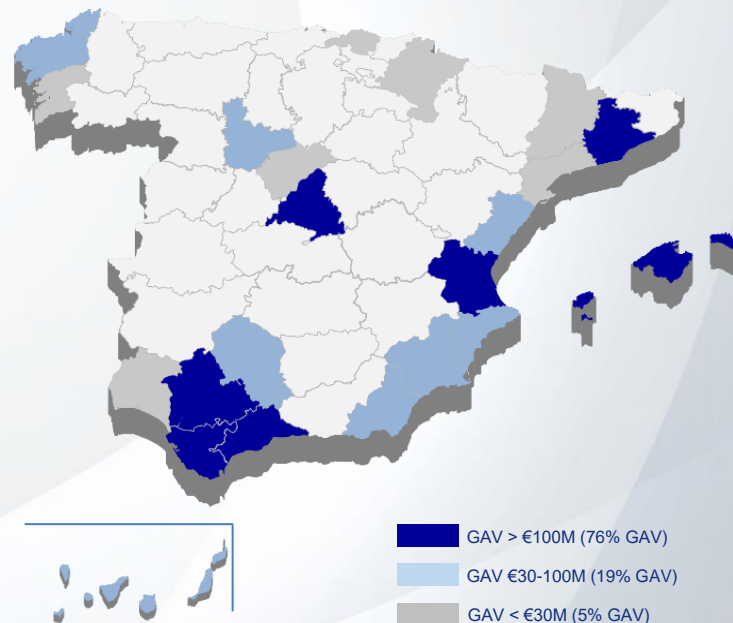 GAV > €100M (76% GAV)
GAV €30-100M (19% GAV)
GAV < €30M (5% GAV)